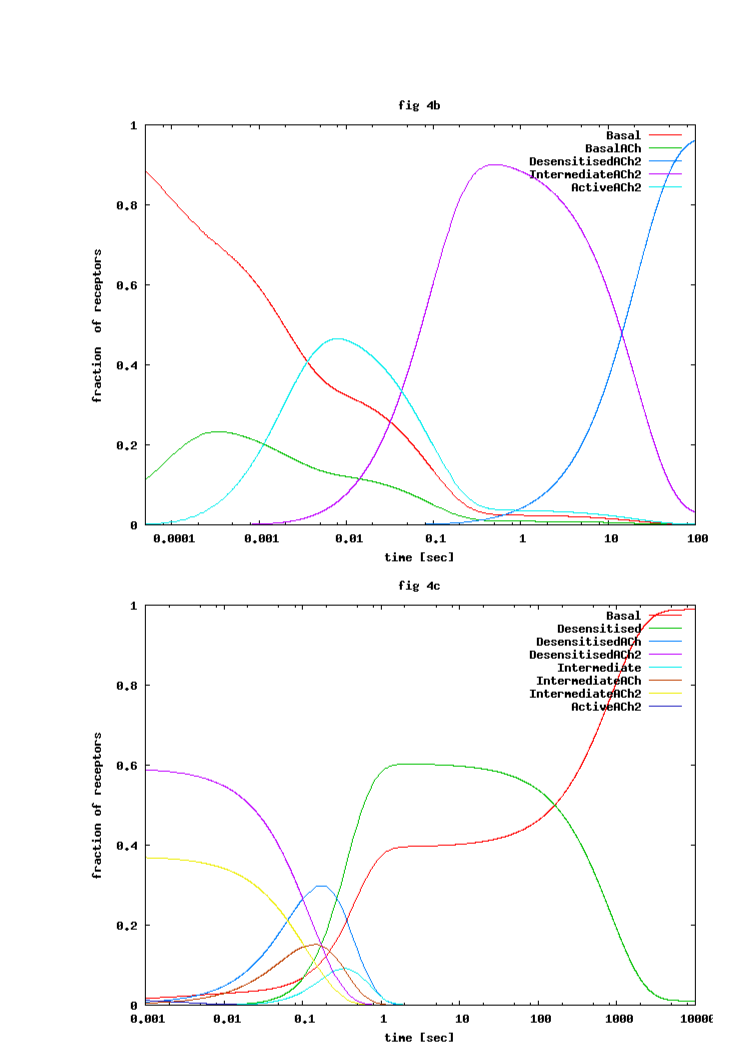 fig 4b
1
0.8
0.6
0.4
0.2
0
fraction  of receptors
Basal
BasalACh
DesensitisedACh2
IntermediateACh2
ActiveACh2
0.0001 0.001 0.01 0.1 1 10 100
time [sec]
fig 4c
1
0.8
0.6
0.4
0.2
0
fraction of receptors
Basal
Desensitised
DesensitisedACh
DesensitisedACh2
Intermediate
IntermediateACh
IntermediateACh2
ActiveACh2
0.001 0.01 0.1 1 10 100 1000 10000
time [sec]